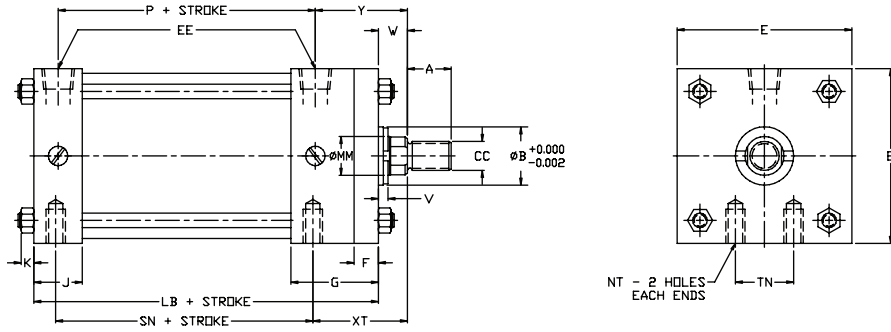 P + STROKE
Y
EE
W
A
E
ØMM
CC
ØB +0.000
-0.002
E
V
K
J
F
G
LB + STROKE
SN + STROKE
XT
NT - 2 HOLES
EACH ENDS
TN